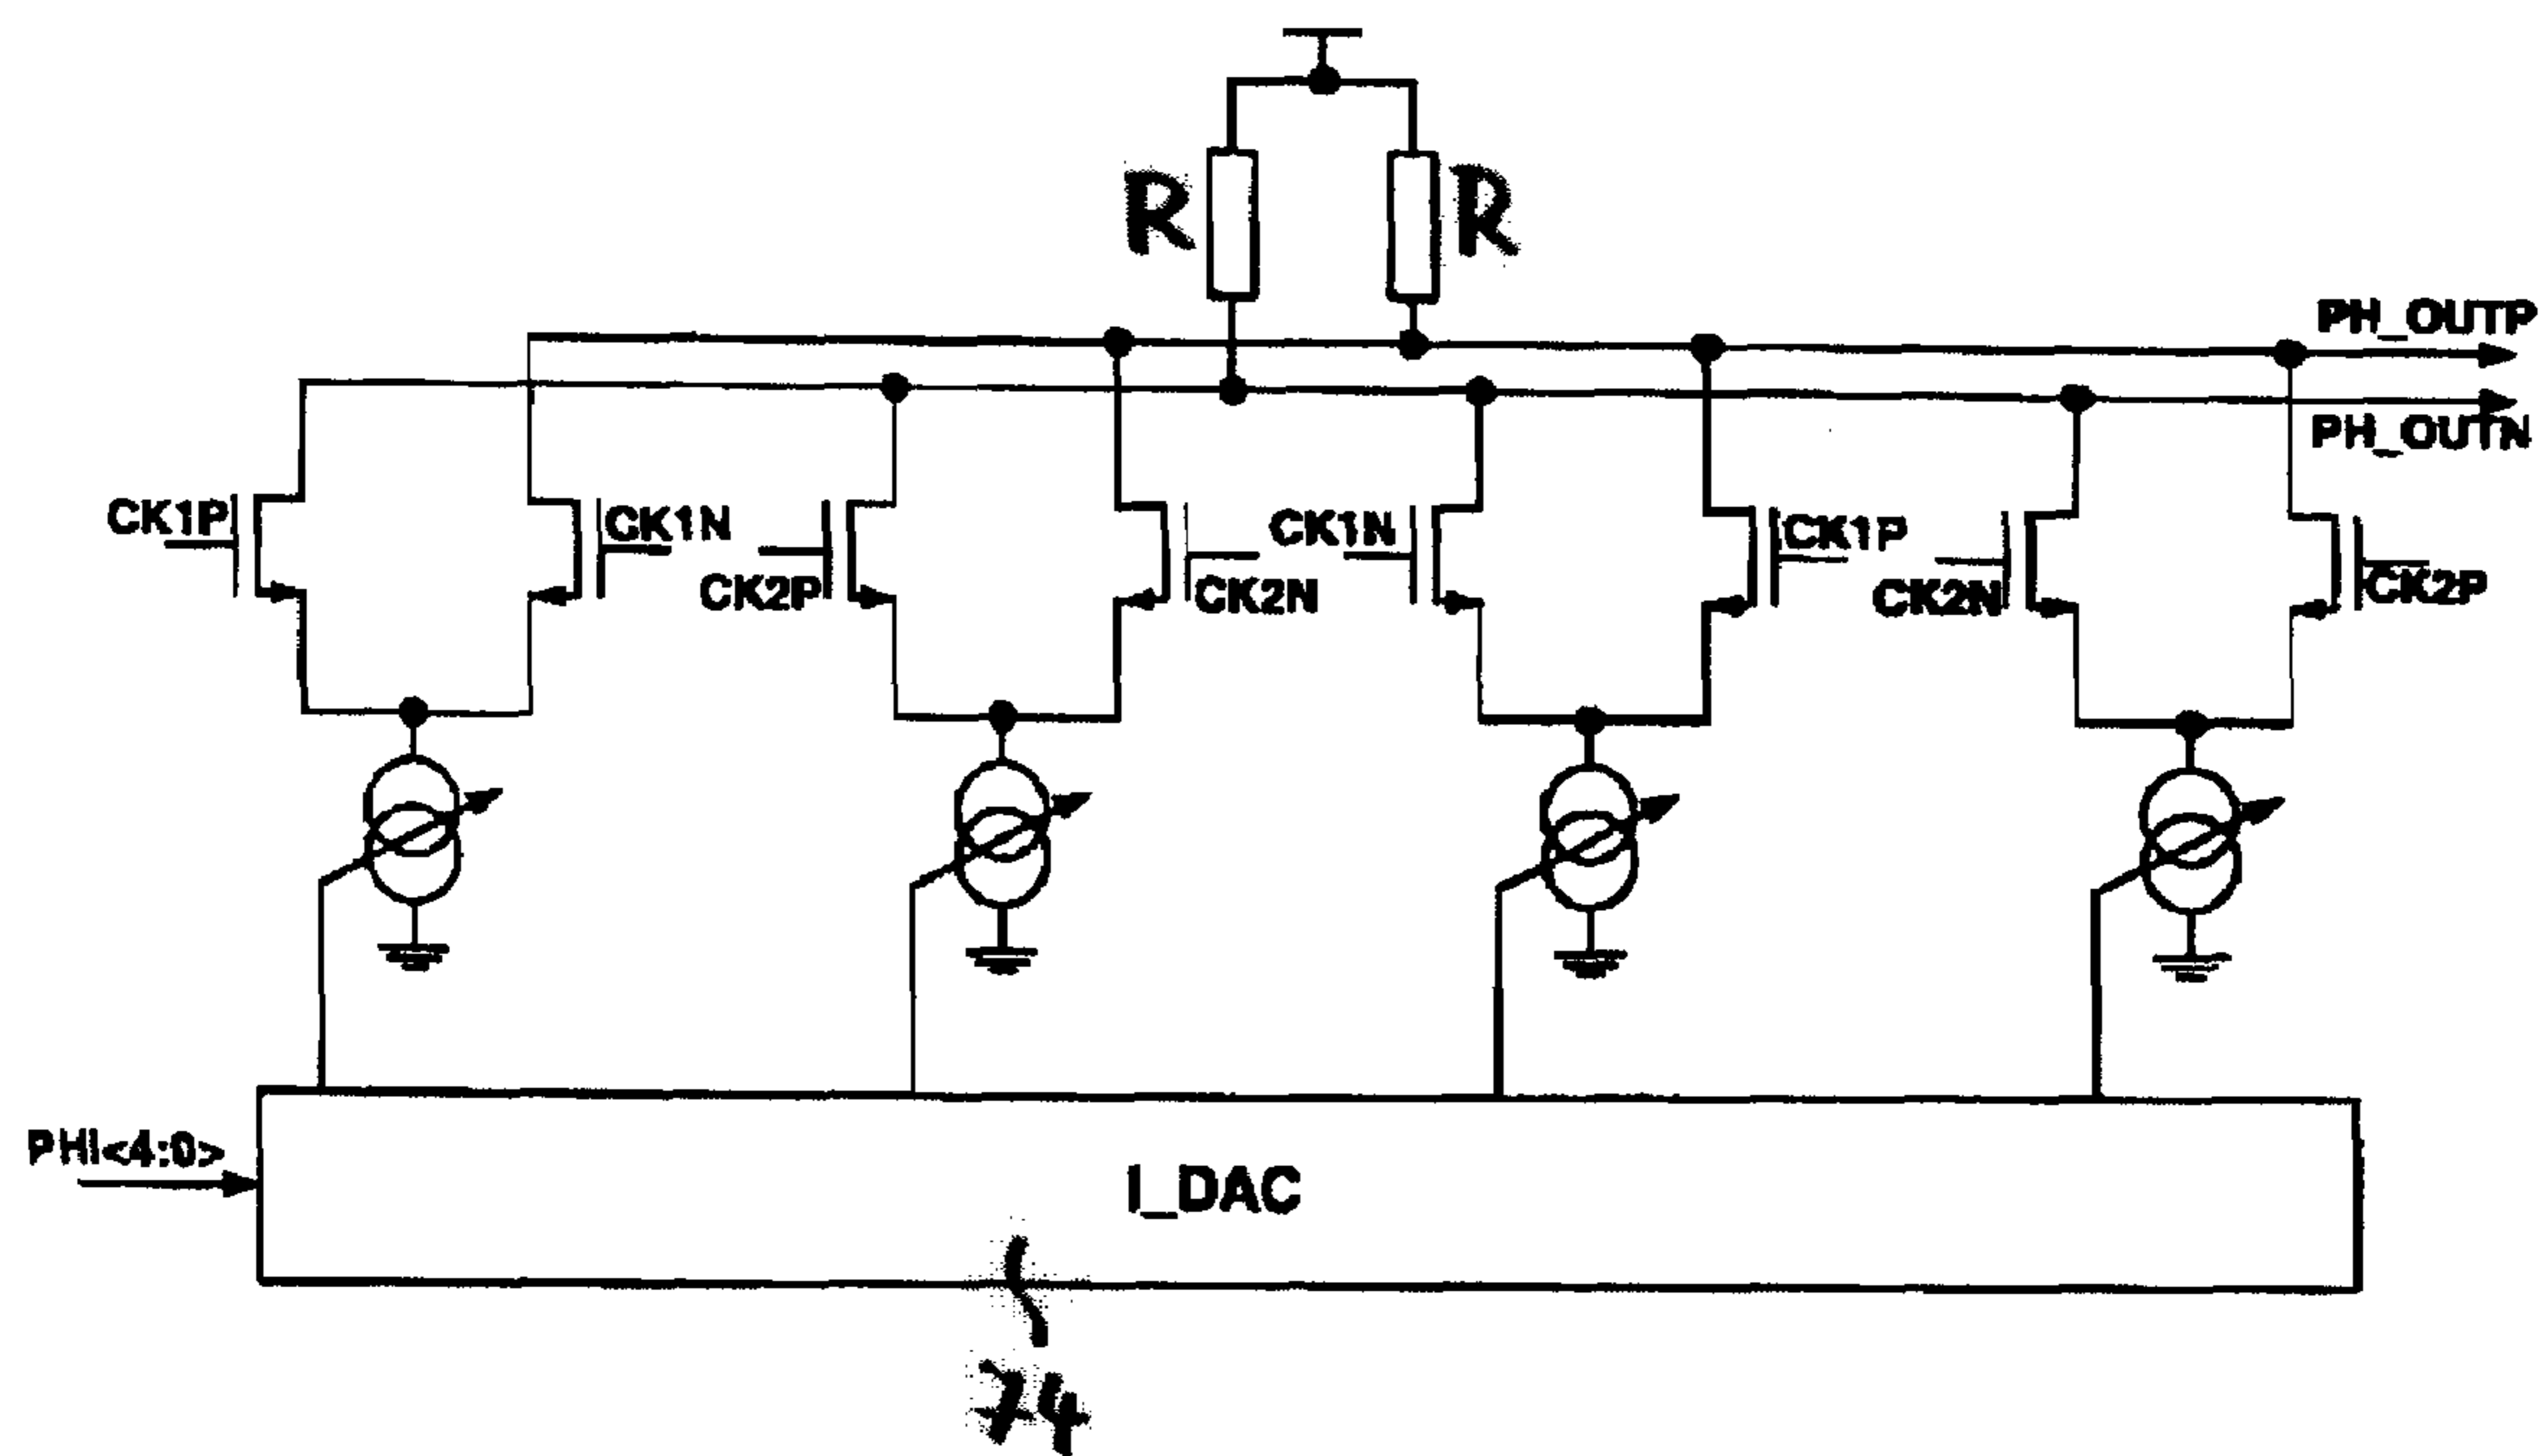 R
R
PH_OUTP
PH_OUTN
CK1P
CK1N
CK2P
CK2N
CK1N
CK1P
CK2N
CK2P
PHI<4:0>
I_DAC
74